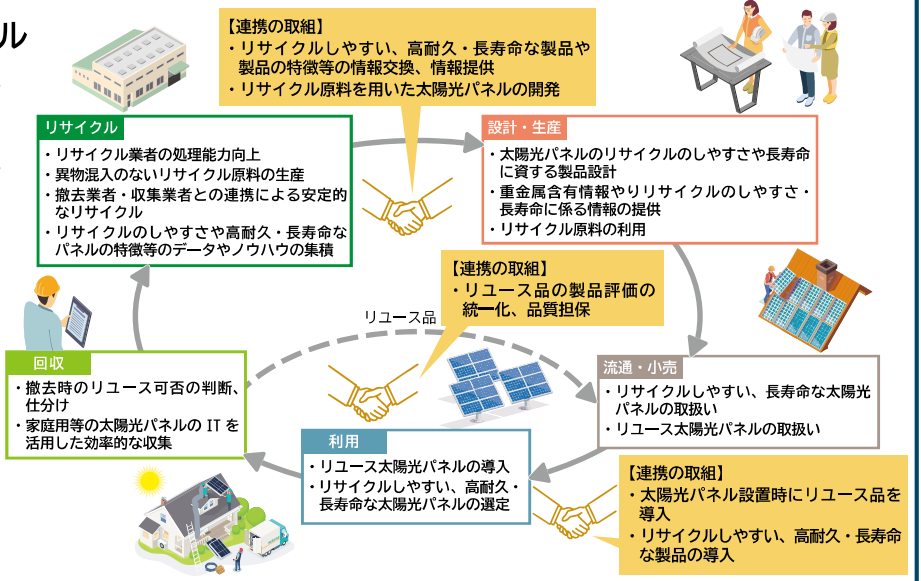 ル
【連携の取組】
・リサイクルしやすい、高耐久・長寿命な製品や
製品の特徴等の情報交換、情報提供
・リサイクル原料を用いた太陽光パネルの開発
リサイクル
・リサイクル業者の処理能力向上
・異物混入のないリサイクル原料の生産
・撤去業者・収集業者との連携による安定的
なリサイクル
・リサイクルのしやすさや高耐久・長寿命な
パネルの特徴等のデータやノウハウの集積
設計・生産
・太陽光パネルのリサイクルのしやすさや長寿命
に資する製品設計
・重金属含有情報やりリサイクルのしやすさ・
長寿命に係る情報の提供
・リサイクル原料の利用
【連携の取組】
・リユース品の製品評価の
統一化、品質担保
リユース品
回収
・撤去時のリユース可否の判断、
仕分け
・家庭用等の太陽光パネルの IT を
活用した効率的な収集
流通・小売
・リサイクルしやすい、長寿命な太陽光
パネルの取扱い
・リユース太陽光パネルの取扱い
利用
・リユース太陽光パネルの導入
・リサイクルしやすい、高耐久・
長寿命な太陽光パネルの選定
【連携の取組】
・太陽光パネル設置時にリユース品を
導入
・リサイクルしやすい、高耐久・長寿命
な製品の導入